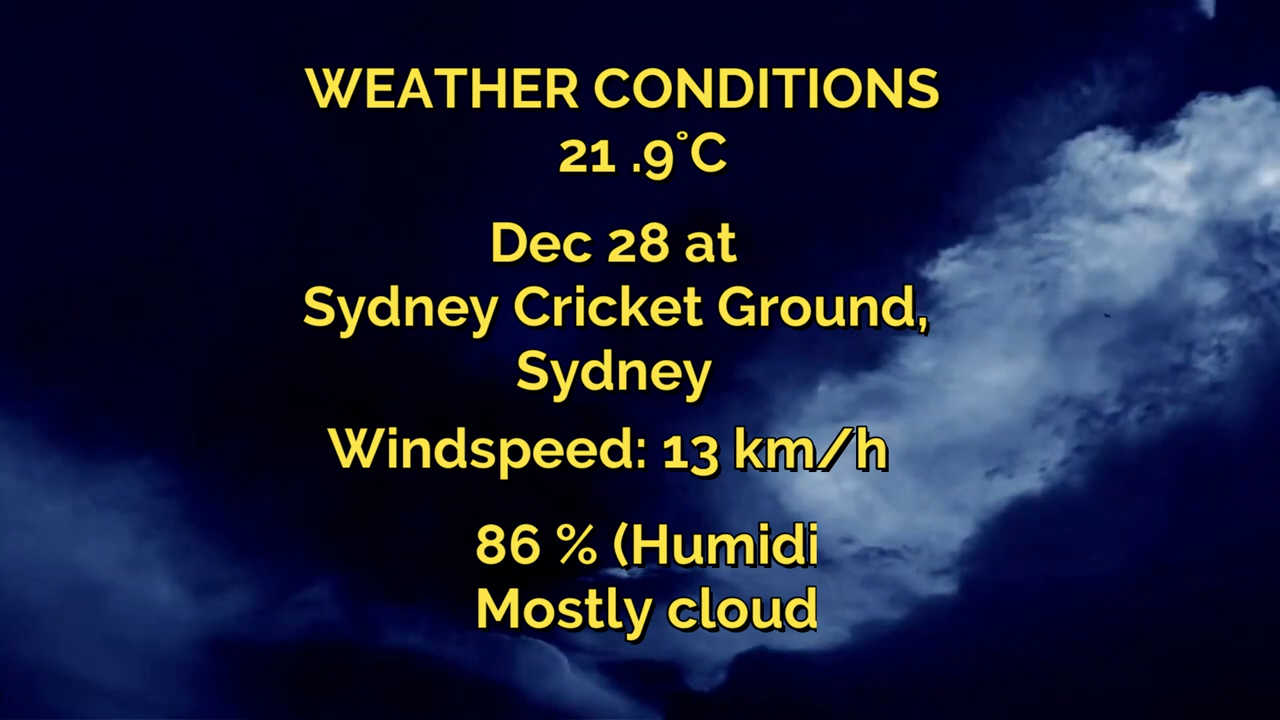 WEATHER CONDITIONS
21 .9°C
Dec 28 at
Sydney Cricket Ground,
Sydney
Windspeed: 13 km/h
86 % (Humidi
Mostly cloud